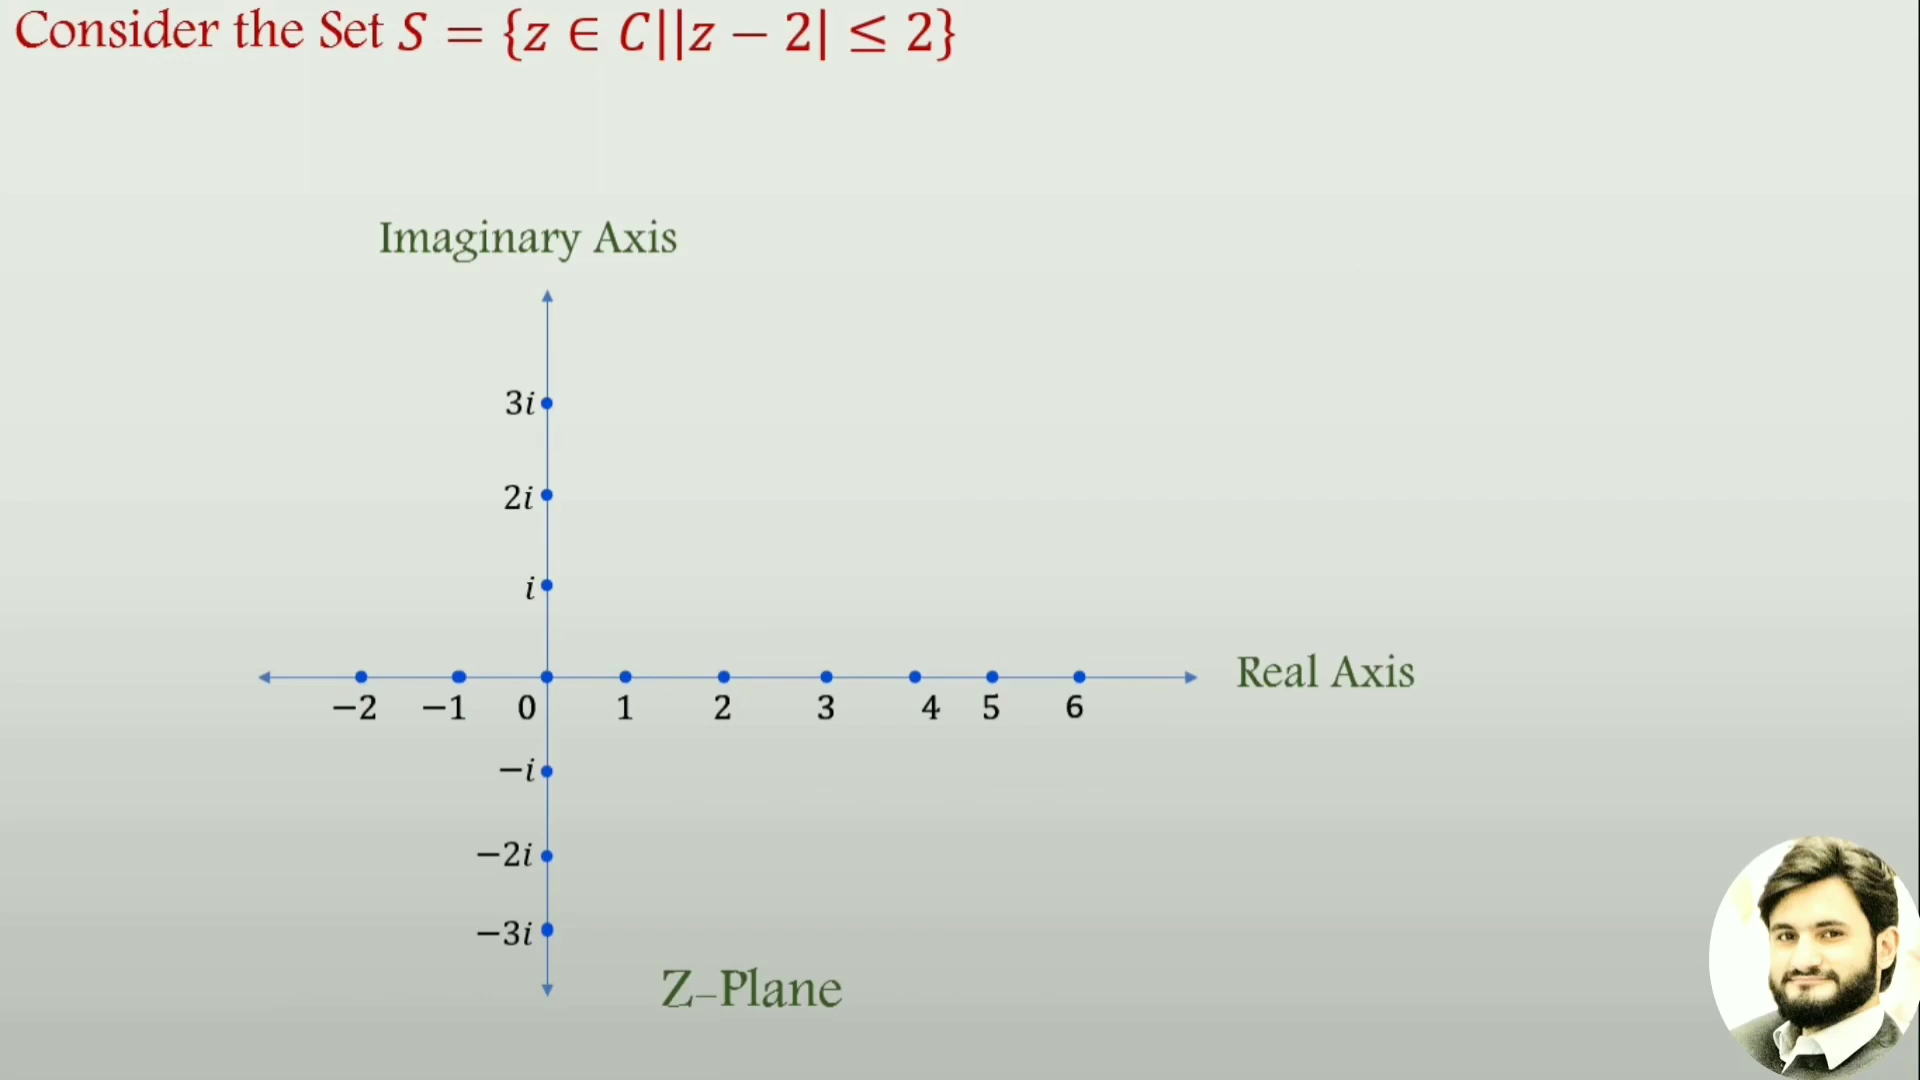 Consider the Set S = {z ∈ C||z − 2| ≤ 2}
Imaginary Axis
3i
2i
i
Real Axis
−2 −1 0 1 2 3 4 5 6
−i
−2i
−3i
Z–Plane